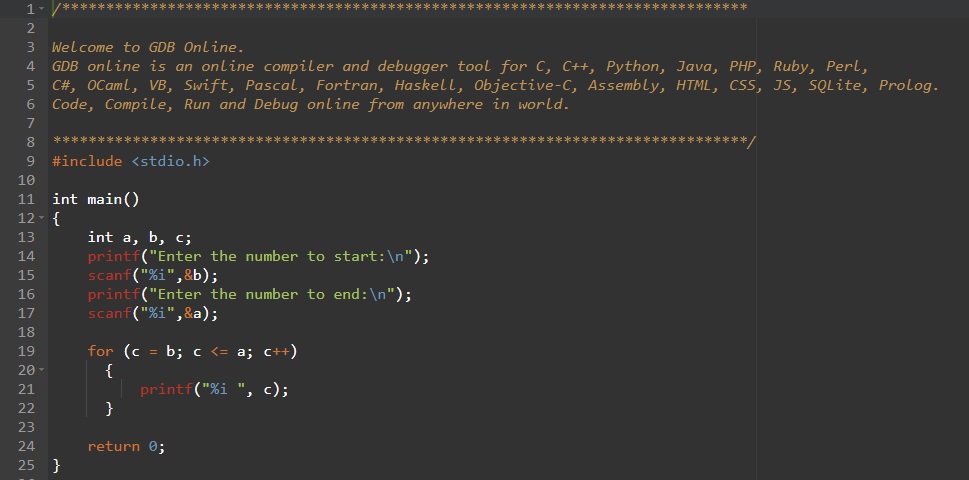 1 /******************************************************************************
2
3 Welcome to GDB Online.
4 GDB online is an online compiler and debugger tool for C, C++, Python, Java, PHP, Ruby, Perl,
5 C#, OCaml, VB, Swift, Pascal, Fortran, Haskell, Objective-C, Assembly, HTML, CSS, JS, SQLite, Prolog.
6 Code, Compile, Run and Debug online from anywhere in world.
7
8 *******************************************************************************/
9 #include <stdio.h>
10
11 int main()
12 {
13     int a, b, c;
14     printf("Enter the number to start:\n");
15     scanf("%i",&b);
16     printf("Enter the number to end:\n");
17     scanf("%i",&a);
18
19     for (c = b; c <= a; c++)
20       {
21           printf("%i ", c);
22       }
23
24     return 0;
25 }